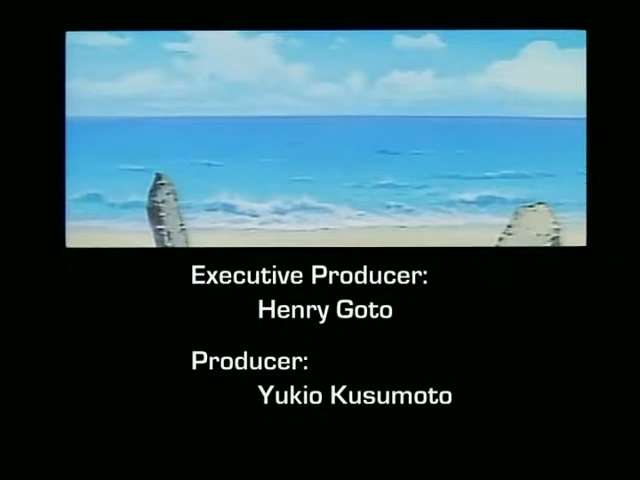 Executive Producer:
Henry Goto
Producer:
Yukio Kusumoto